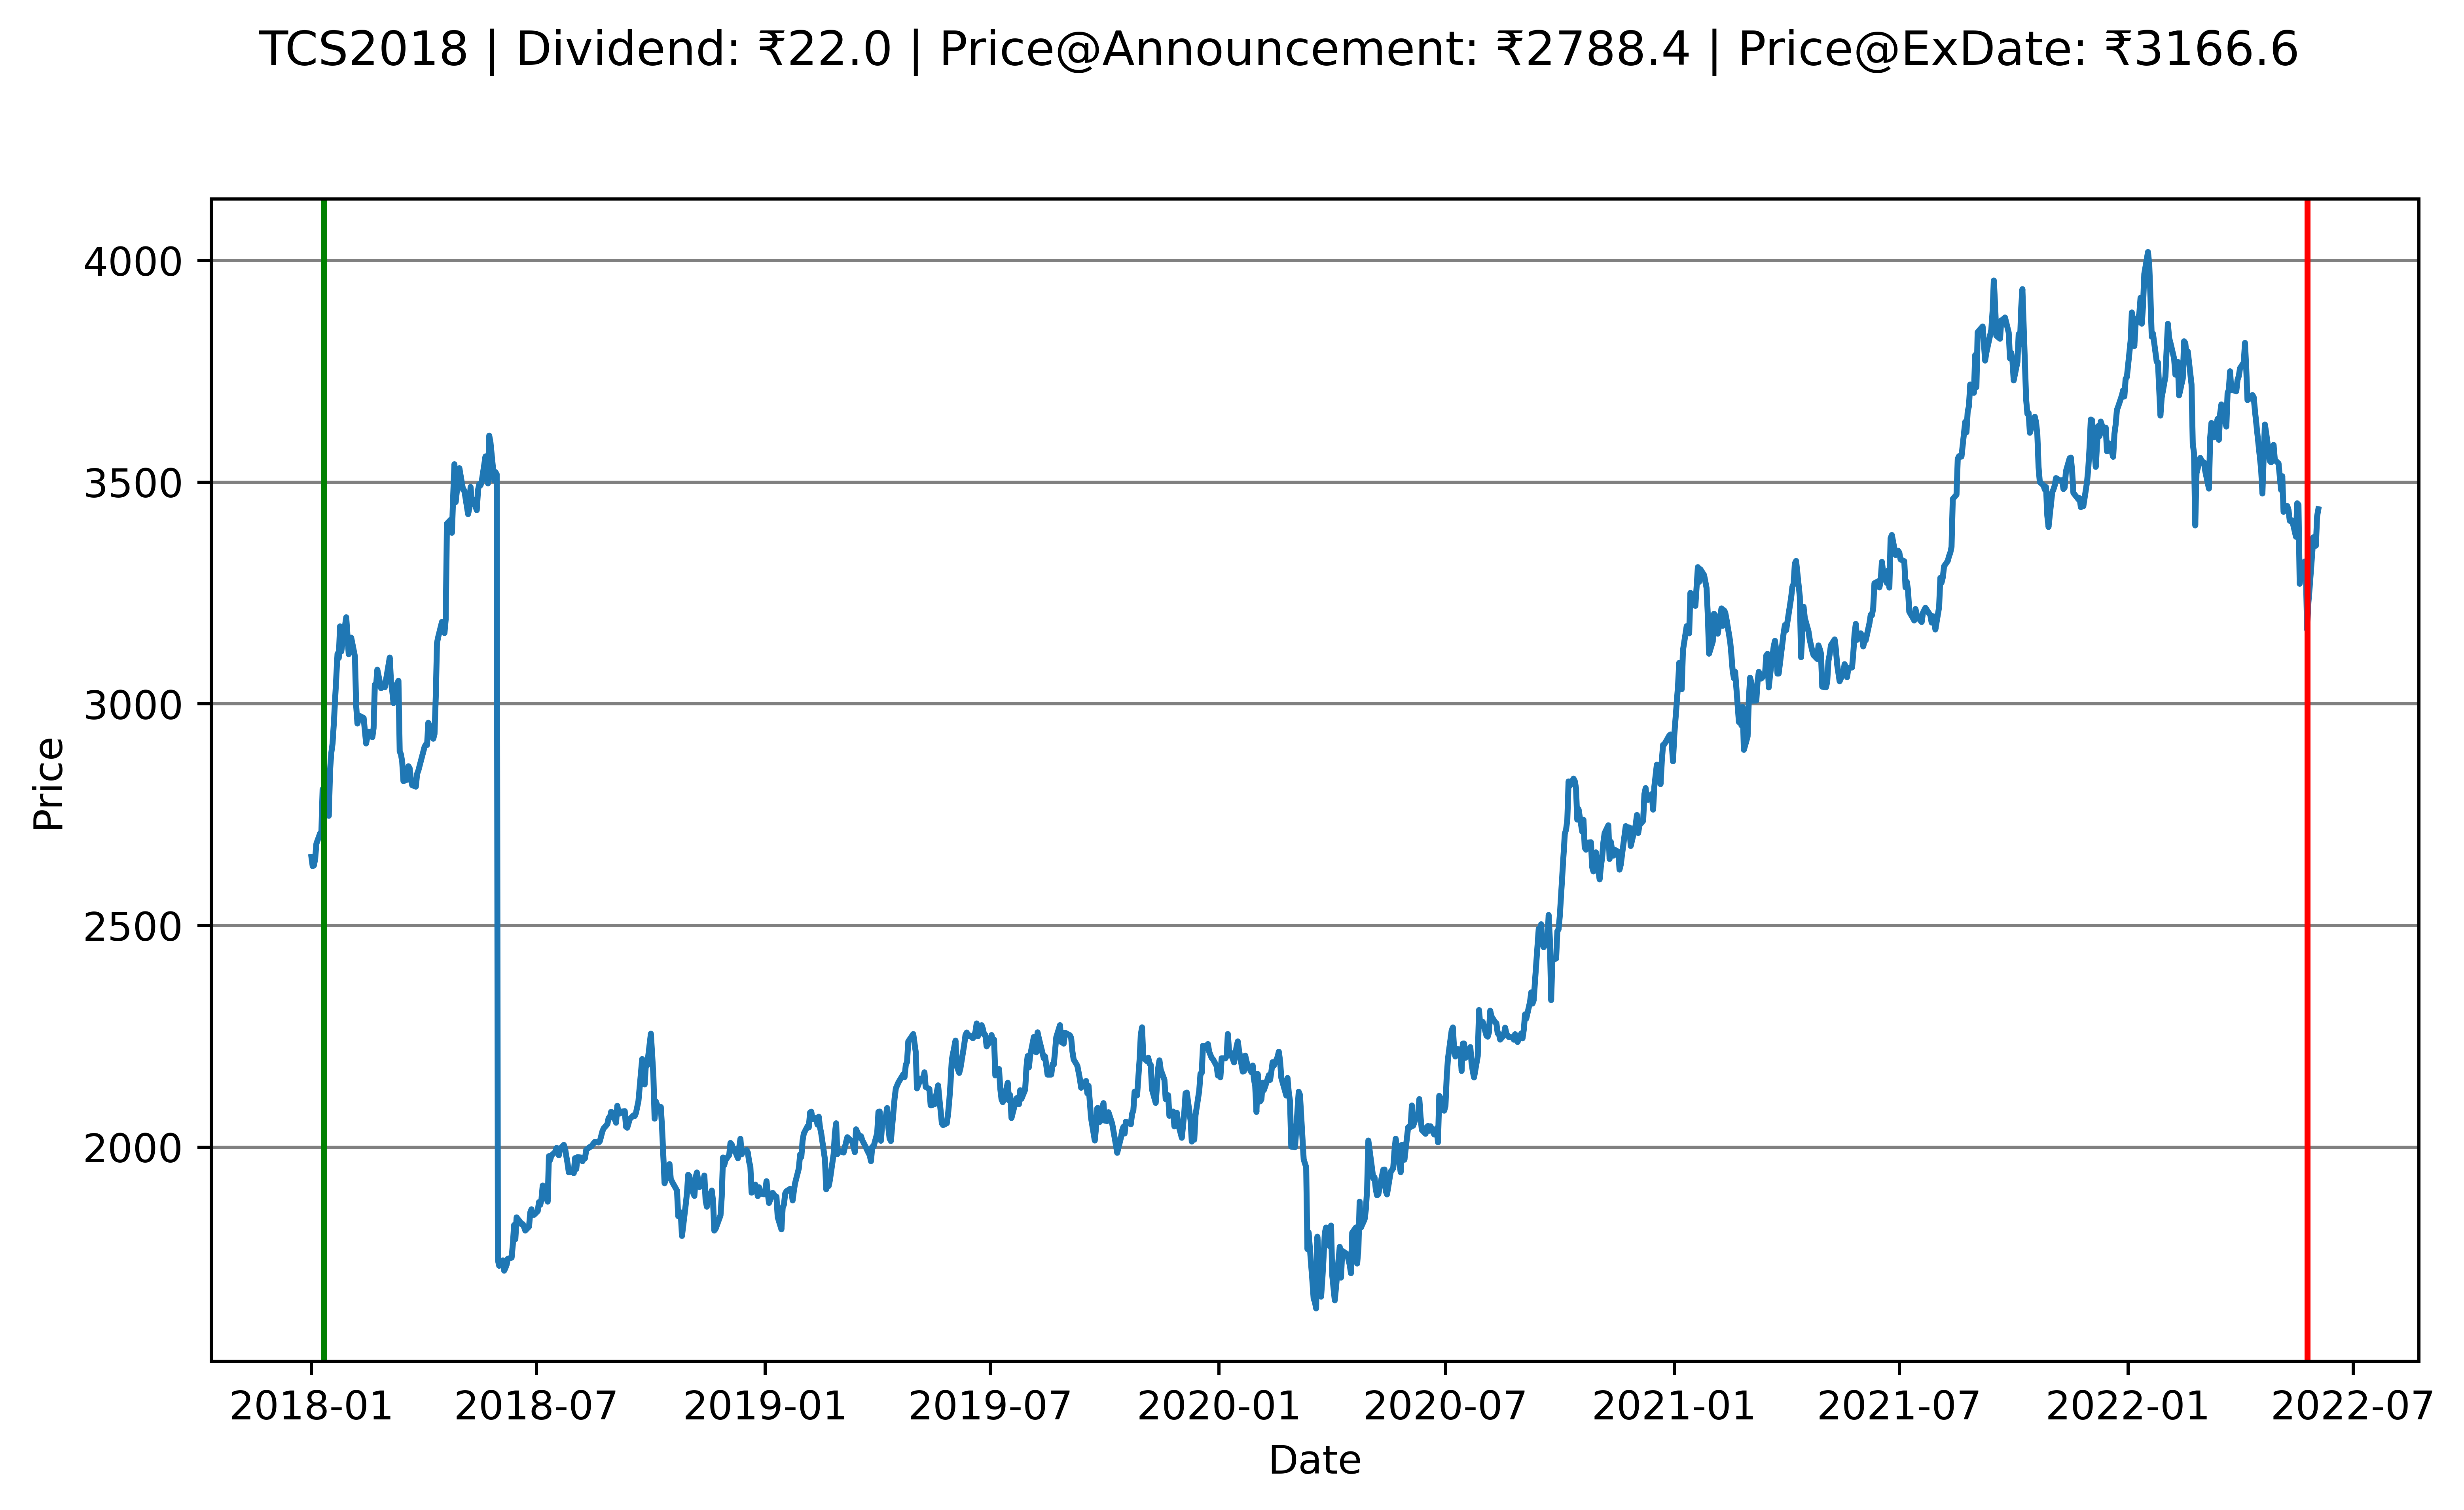 TCS2018 | Dividend: ₹22.0 | Price@Announcement: ₹2788.4 | Price@ExDate: ₹3166.6
4000
3500
3000
2500
2000
Price
2018-01 2018-07 2019-01 2019-07 2020-01 2020-07 2021-01 2021-07 2022-01 2022-07
Date